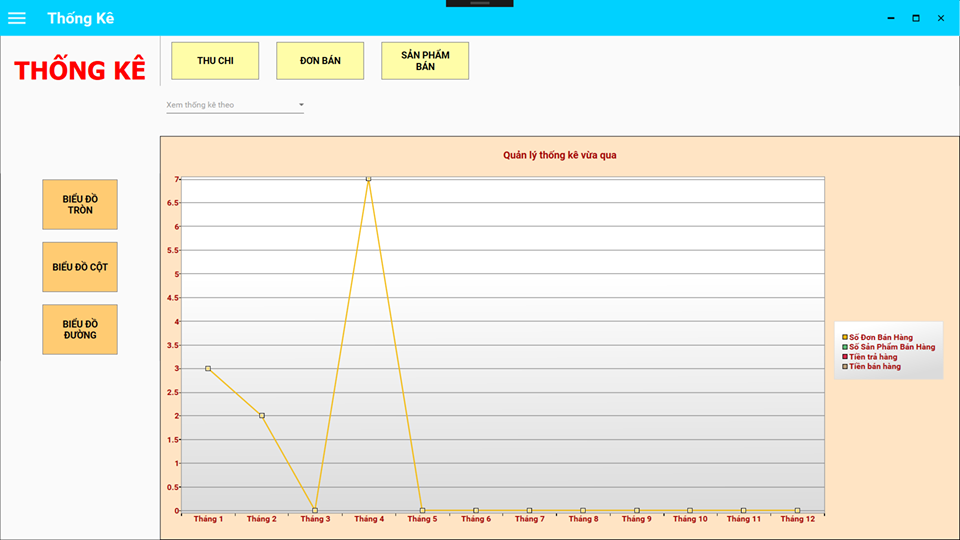 Thống Kê
THỐNG KÊ
THU CHI
ĐƠN BÁN
SẢN PHẨM
BÁN
Xem thống kê theo
BIỂU ĐỒ
TRÒN
BIỂU ĐỒ CỘT
BIỂU ĐỒ
ĐƯỜNG
Quản lý thống kê vừa qua
7
6.5
6
5.5
5
4.5
4
3.5
3
2.5
2
1.5
1
0.5
0
Tháng 1 Tháng 2 Tháng 3 Tháng 4 Tháng 5 Tháng 6 Tháng 7 Tháng 8 Tháng 9 Tháng 10 Tháng 11 Tháng 12
Số Đơn Bán Hàng
Số Sản Phẩm Bán Hàng
Tiền trả hàng
Tiền bán hàng